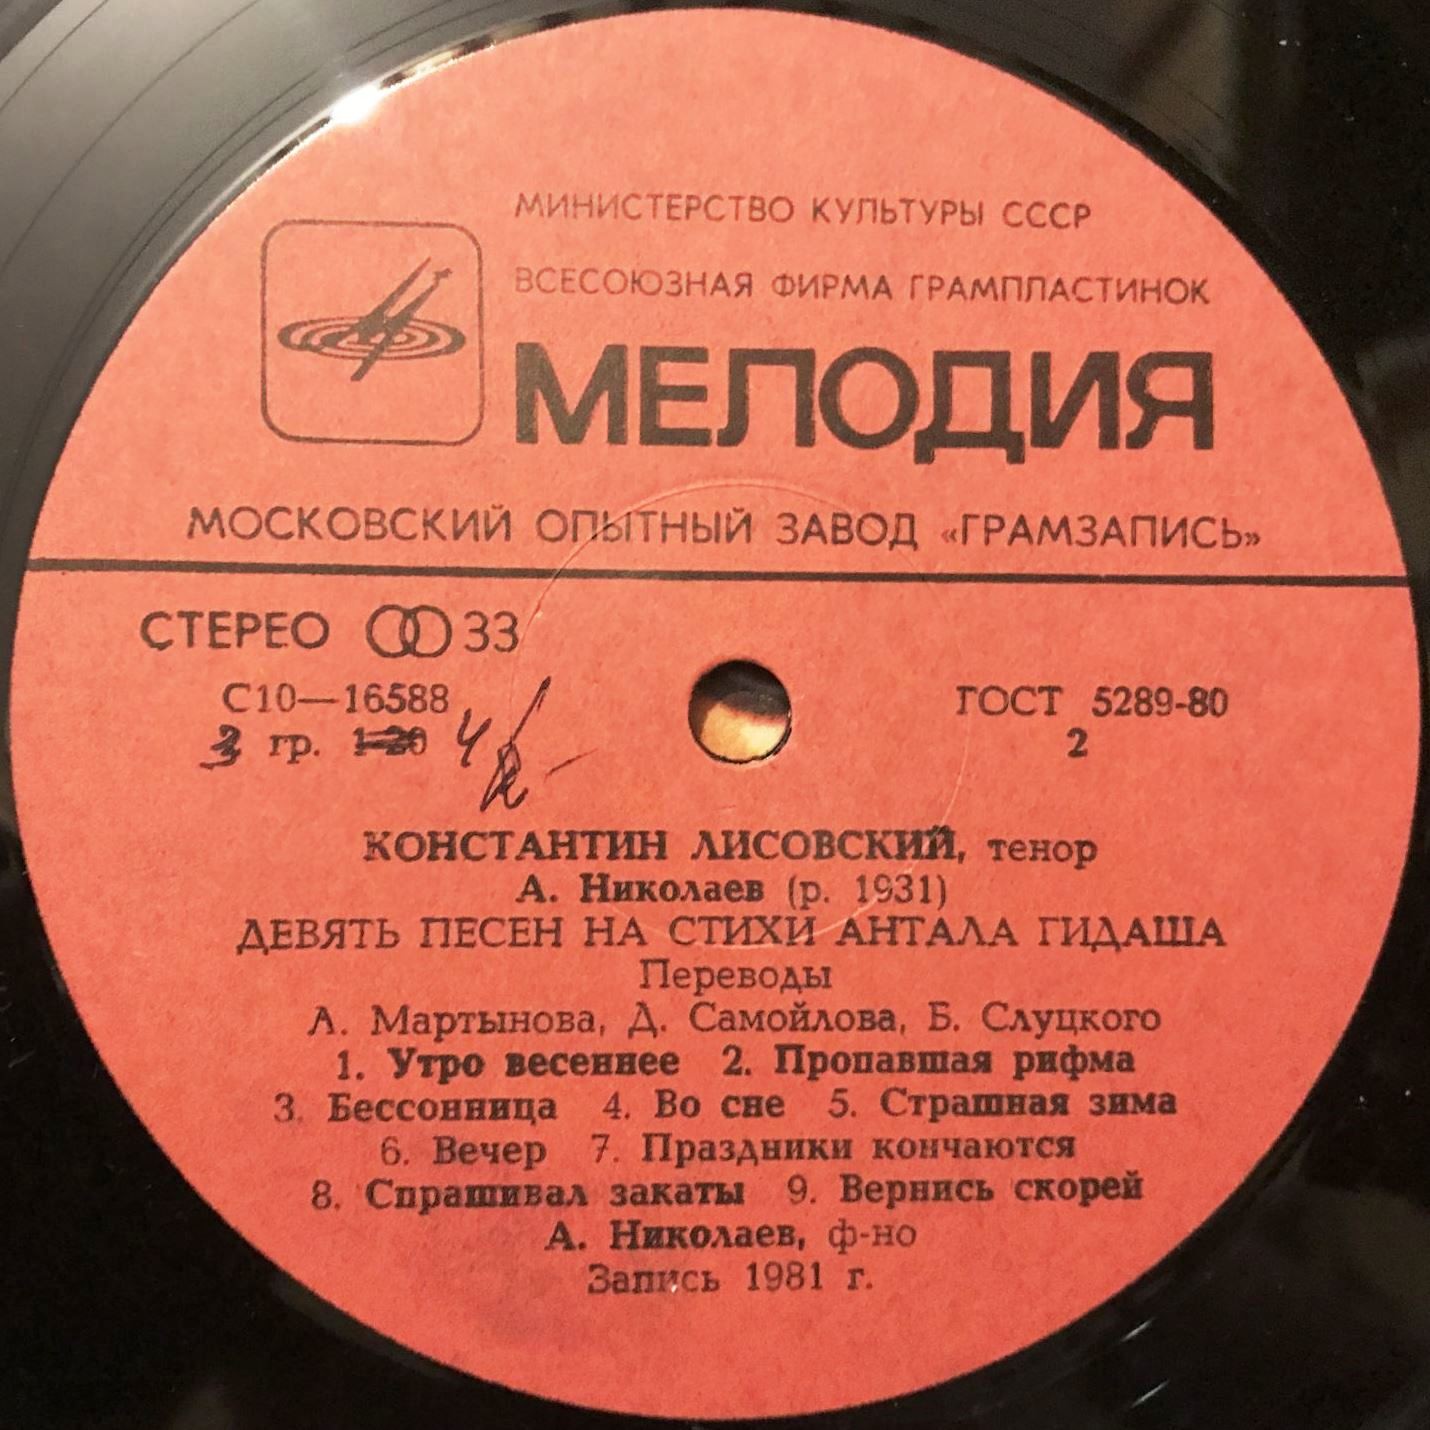 МИНИСТЕРСТВО КУЛЬТУРЫ СССР
ВСЕСОЮЗНАЯ ФИРМА ГРАМПЛАСТИНОК
МЕЛОДИЯ
МОСКОВСКИЙ ОПЫТНЫЙ ЗАВОД «ГРАМЗАПИСЬ»
СТЕРЕО 33
С10—16588
ГОСТ 5289-80
3 гр. 1-20 4
2
КОНСТАНТИН ЛИСОВСКИЙ, тенор
А. Николаев (р. 1931)
ДЕВЯТЬ ПЕСЕН НА СТИХИ АНТАЛА ГИДАША
Переводы
А. Мартынова, Д. Самойлова, Б. Слуцкого
1. Утро весеннее 2. Пропавшая рифма
3. Бессонница 4. Во сне 5. Страшная зима
6. Вечер 7. Праздники кончаются
8. Спрашивал закаты 9. Вернись скорей
А. Николаев, ф-но
Запись 1981 г.